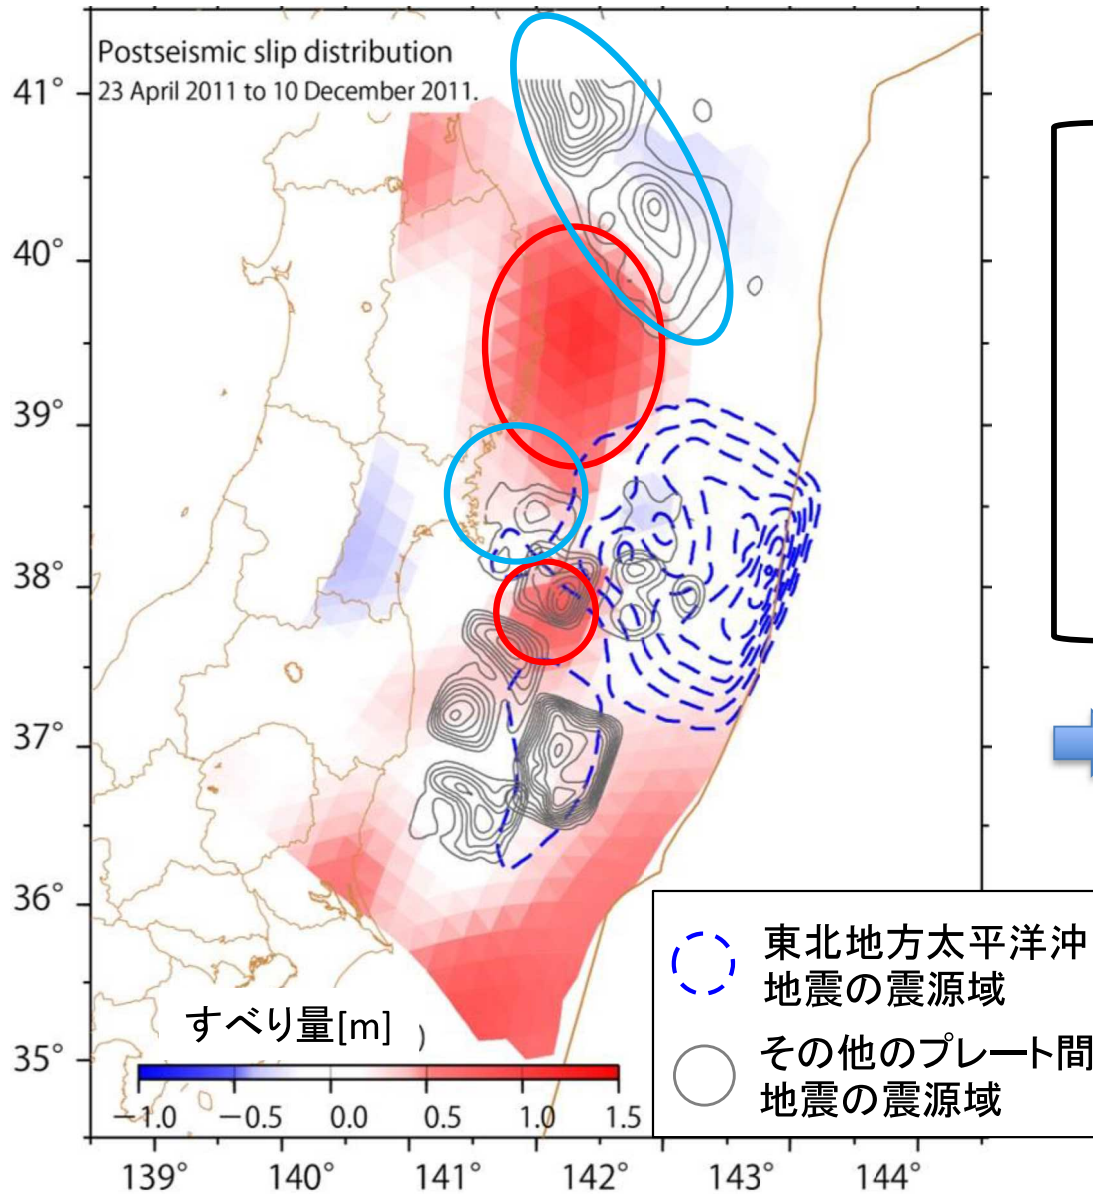 Postseismic slip distribution
23 April 2011 to 10 December 2011.
41°
40°
39°
38°
37°
36°
35°
東北地方太平洋沖
地震の震源域
その他のプレート間
地震の震源域
すべり量[m] )
−1.0 −0.5 0.0 0.5 1.0 1.5
139° 140° 141° 142° 143° 144°